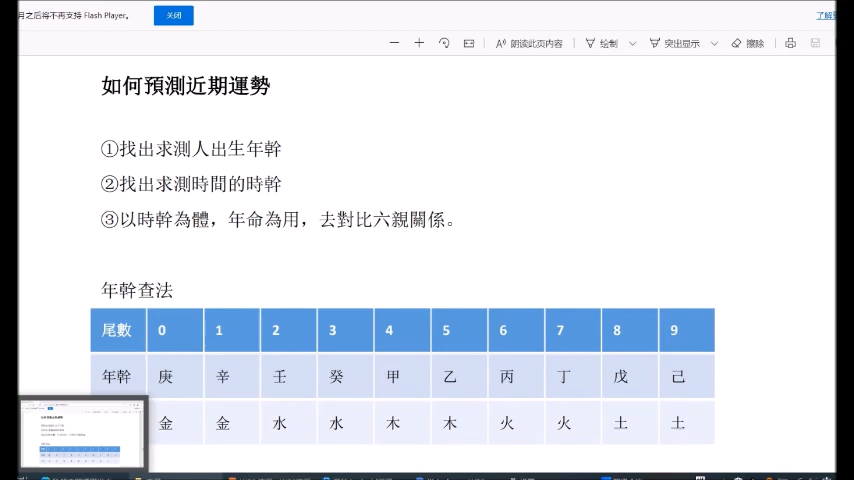 月之后将不再支持 Flash Player。 关闭 了解
朗读此页内容 绘制 突出显示 擦除
如何預測近期運勢
①找出求測人出生年幹
②找出求測時間的時幹
③以時幹為體，年命為用，去對比六親關係。
年幹查法
尾數 0 1 2 3 4 5 6 7 8 9
年幹 庚 辛 壬 癸 甲 乙 丙 丁 戊 己
金 金 水 水 木 木 火 火 土 土